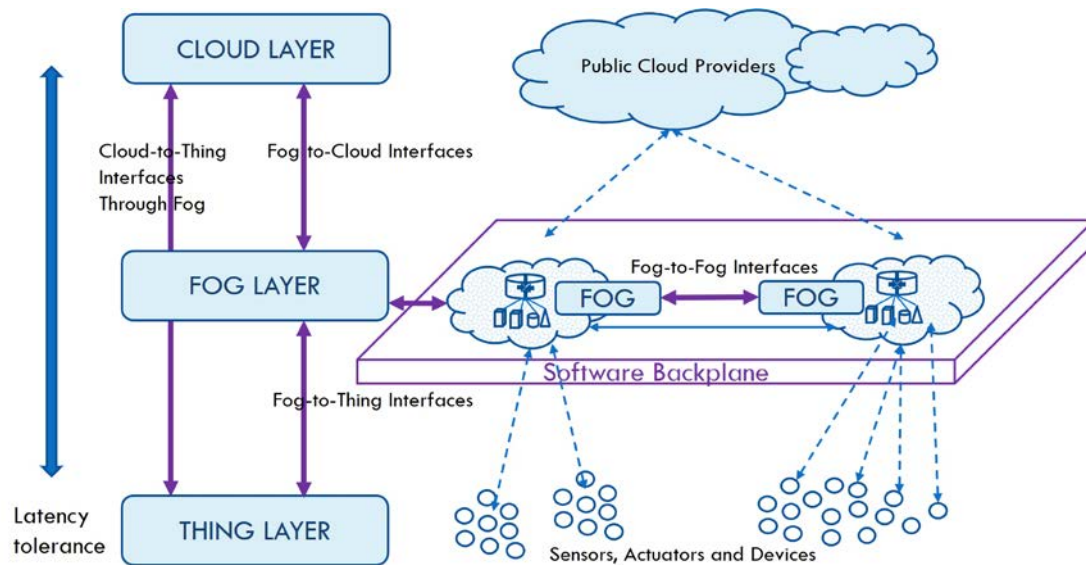 CLOUD LAYER
Public Cloud Providers
Cloud-to-Thing
Interfaces
Through Fog
Fog-to-Cloud Interfaces
FOG LAYER
Fog-to-Fog Interfaces
FOG
FOG
Software Backplane
Fog-to-Thing Interfaces
Latency
tolerance
THING LAYER
Sensors, Actuators and Devices